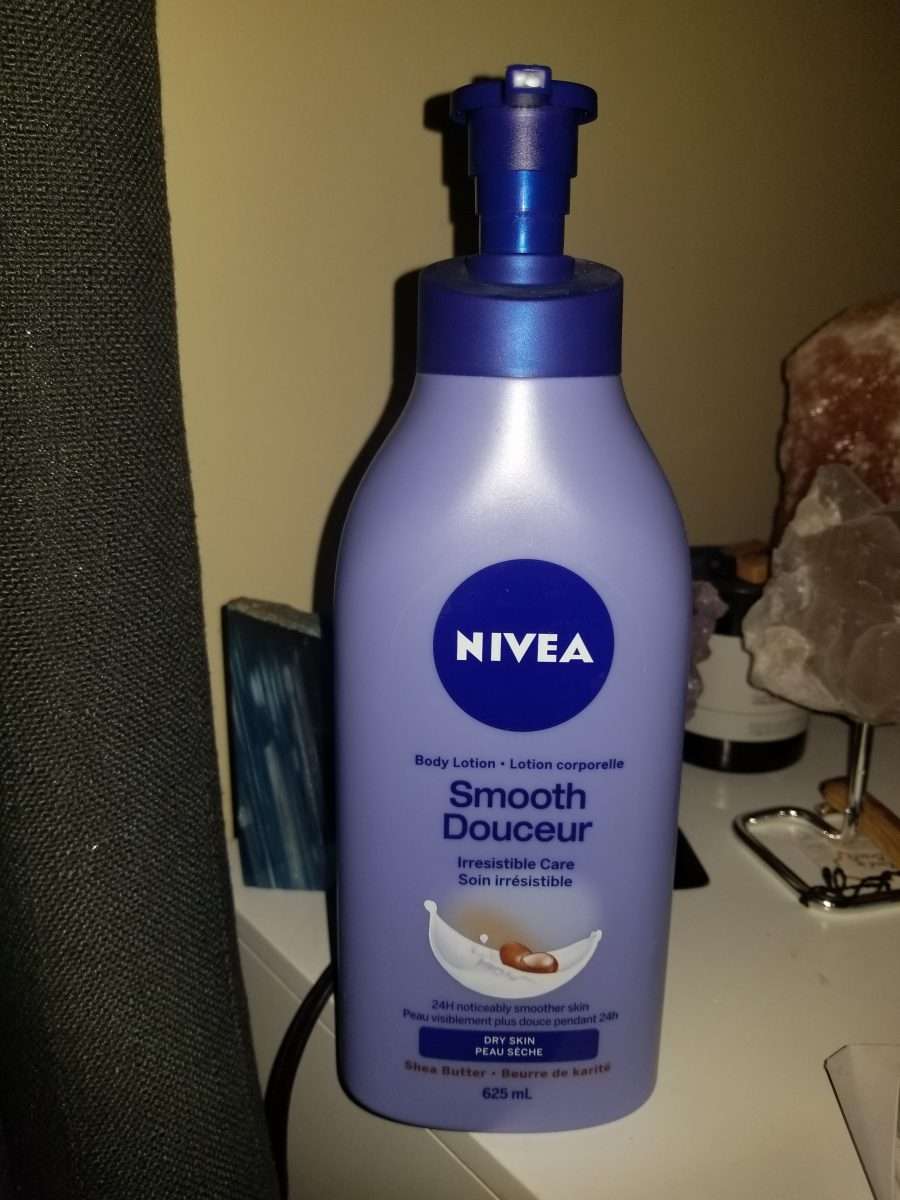 NIVEA
Body Lotion • Lotion corporelle
Smooth
Douceur
Irresistible Care
Soin irrésistible
24H noticeably smoother skin
Peau visiblement plus douce pendant 24h
DRY SKIN
PEAU SÈCHE
Shea Butter • Beurre de karité
625 mL